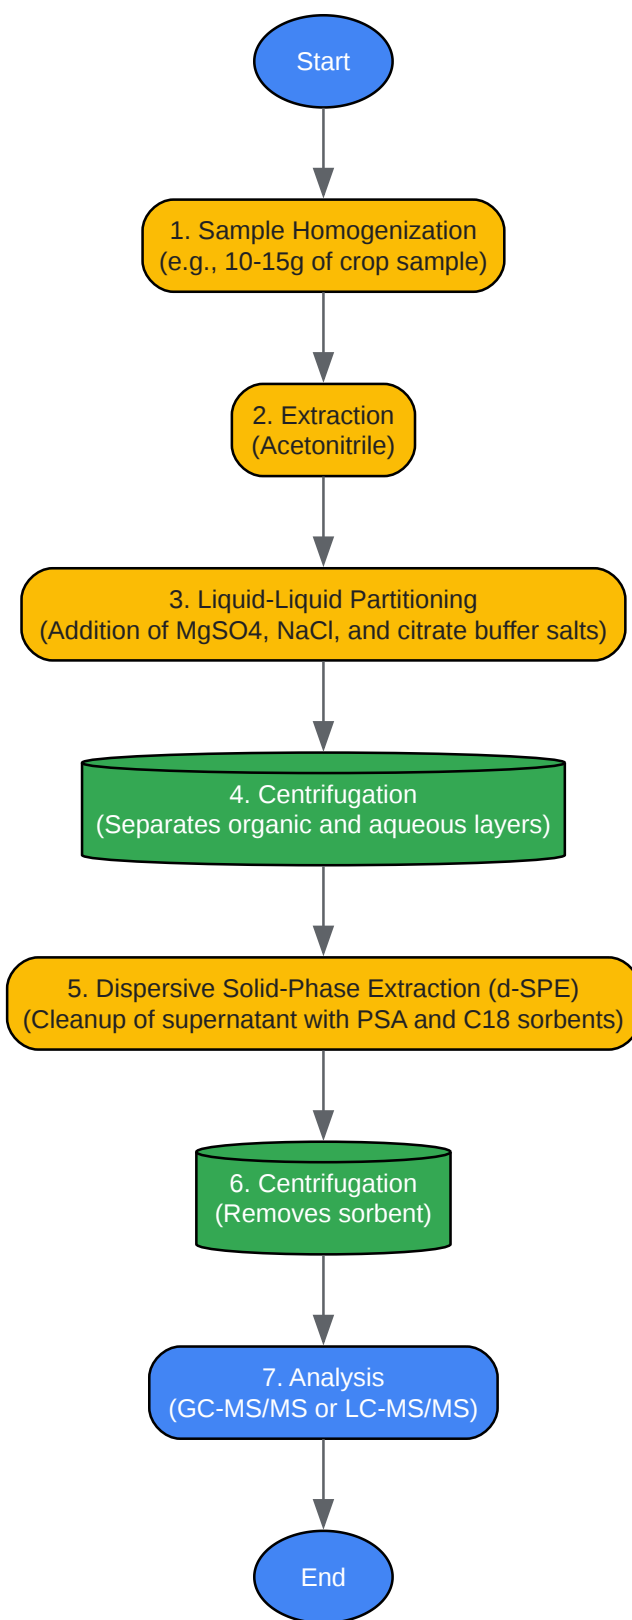 Start
1. Sample Homogenization
(e.g., 10-15g of crop sample)
2. Extraction
(Acetonitrile)
3. Liquid-Liquid Partitioning
(Addition of MgSO4, NaCl, and citrate buffer salts)
4. Centrifugation
(Separates organic and aqueous layers)
5. Dispersive Solid-Phase Extraction (d-SPE)
(Cleanup of supernatant with PSA and C18 sorbents)
6. Centrifugation
(Removes sorbent)
7. Analysis
(GC-MS/MS or LC-MS/MS)
End